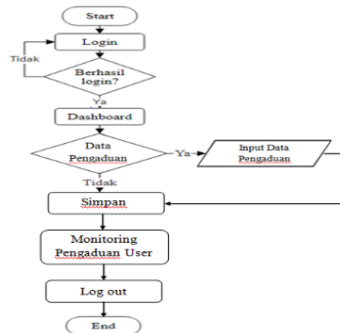 Start
Login
Tidak
Berhasil
login?
Ya
Dashboard
Data
Pengaduan
Ya
Input Data
Pengaduan
Tidak
Simpan
Monitoring
Pengaduan User
Log out
End